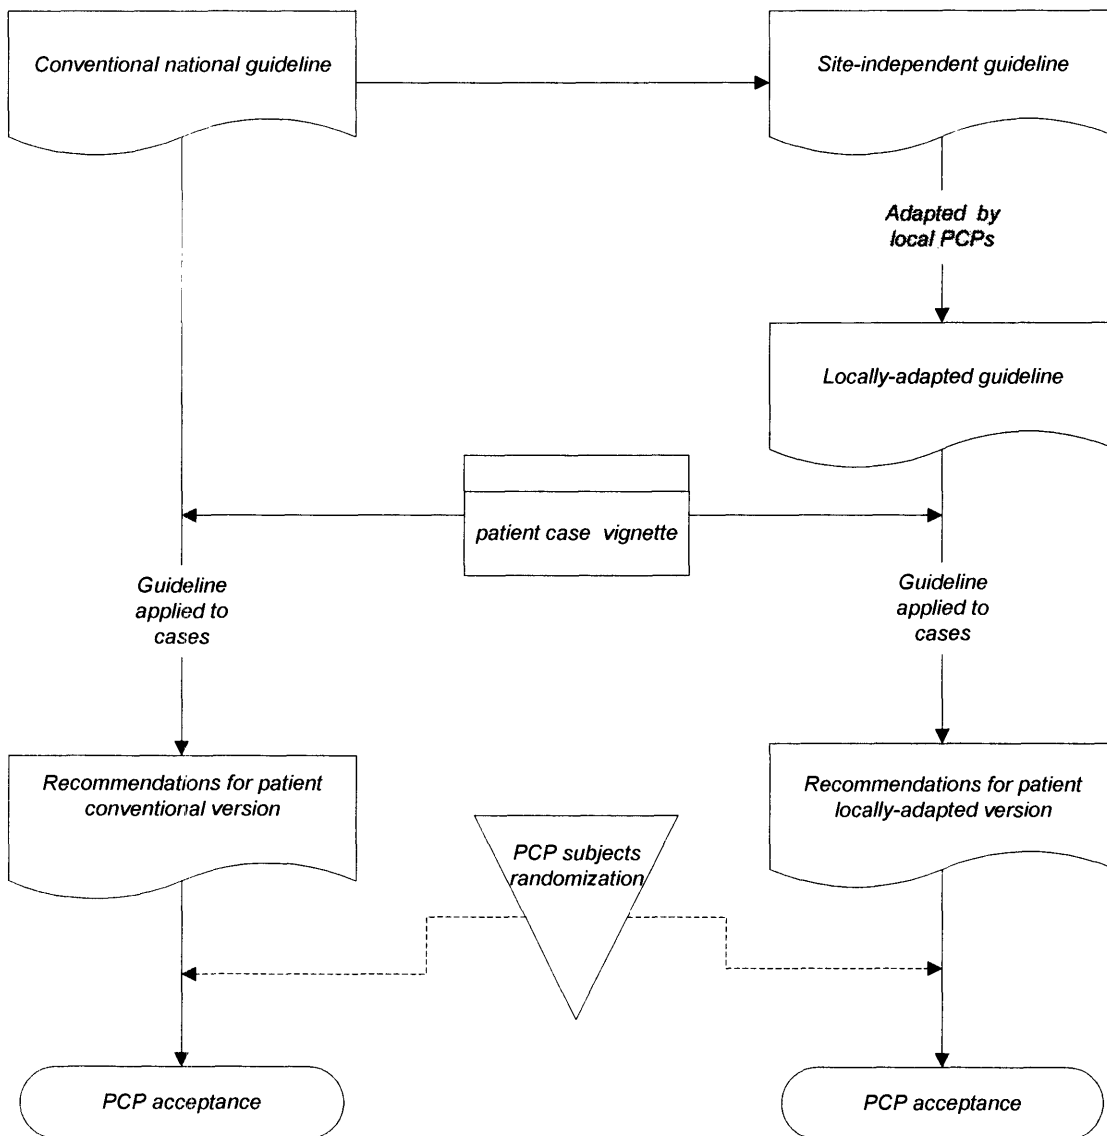 Conventional national guideline
Site-independent guideline
Adapted by
local PCPs
Locally-adapted guideline
patient case vignette
Guideline
applied to
cases
Guideline
applied to
cases
Recommendations for patient
conventional version
Recommendations for patient
locally-adapted version
PCP subjects
randomization
PCP acceptance
PCP acceptance